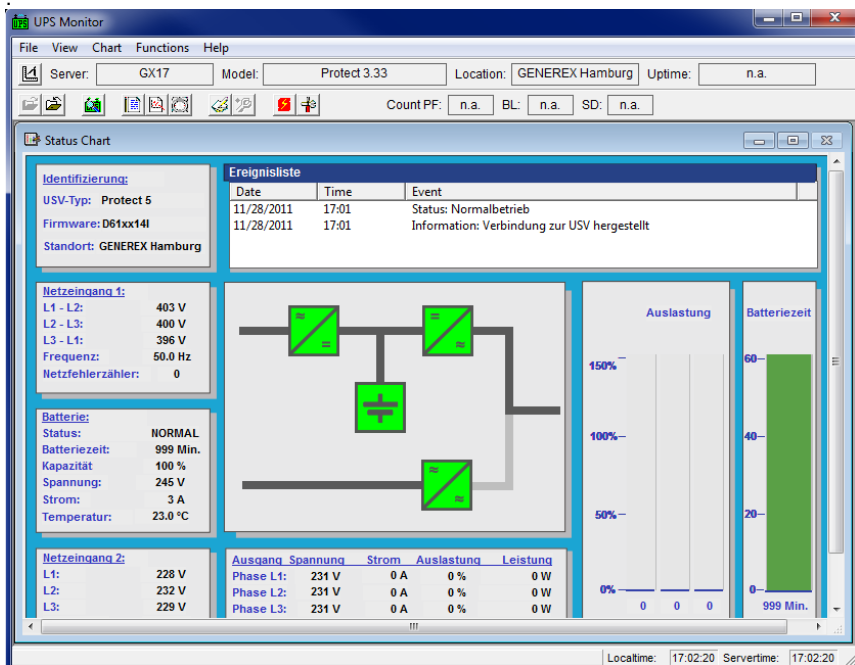 UPS Monitor
File View Chart Functions Help
Server: GX17 Model: Protect 3.33 Location: GENEREX Hamburg Uptime: n.a.
UPS Count PF: n.a. BL: n.a. SD: n.a.
Status Chart
Identifizierung:
USV-Typ: Protect 5
Firmware: D61xx14I
Standort: GENEREX Hamburg
Ereignisliste
Date Time Event
11/28/2011 17:01 Status: Normalbetrieb
11/28/2011 17:01 Information: Verbindung zur USV hergestellt
Netzeingang 1:
L1 - L2: 403 V
L2 - L3: 400 V
L3 - L1: 396 V
Frequenz: 50.0 Hz
Netzfehlerzähler: 0
Batterie:
Status: NORMAL
Batteriezeit: 999 Min.
Kapazität 100 %
Spannung: 245 V
Strom: 3 A
Temperatur: 23.0 °C
Netzeingang 2:
L1: 228 V
L2: 232 V
L3: 229 V
≈ =
= ≈
≈ ≈
Ausgang Spannung Strom Auslastung Leistung
Phase L1: 231 V 0 A 0 % 0 W
Phase L2: 231 V 0 A 0 % 0 W
Phase L3: 231 V 0 A 0 % 0 W
Auslastung
150%
100%
50%
0%
0 0 0
Batteriezeit
60
40
20
0
999 Min.
Localtime: 17:02:20 Servertime: 17:02:20